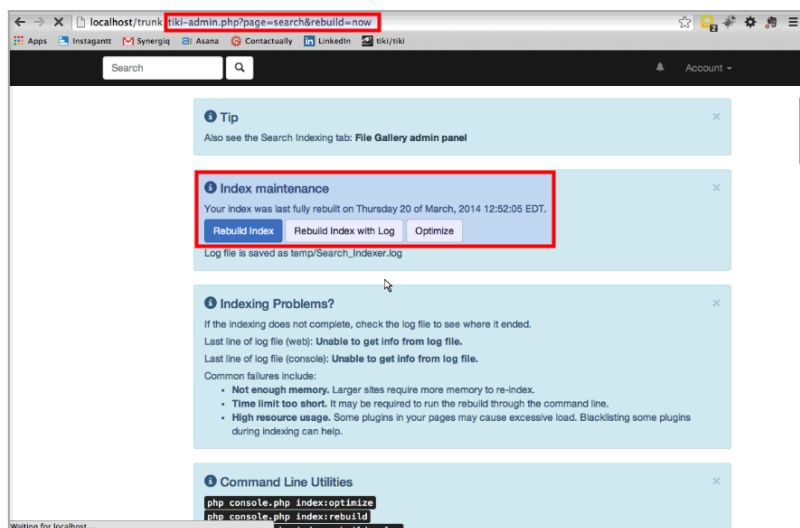 localhost/trunk/tiki-admin.php?page=search&rebuild=now
Apps Instagantt Synergiq Asana Contactually LinkedIn tiki/tiki
2
Search Account
Tip
Also see the Search Indexing tab: File Gallery admin panel
Index maintenance
Your index was last fully rebuilt on Thursday 20 of March, 2014 12:52:05 EDT.
Rebuild Index Rebuild Index with Log Optimize
Log file is saved as temp/Search_Indexer.log
Indexing Problems?
If the indexing does not complete, check the log file to see where it ended.
Last line of log file (web): Unable to get info from log file.
Last line of log file (console): Unable to get info from log file.
Common failures include:
• Not enough memory. Larger sites require more memory to re-index.
• Time limit too short. It may be required to run the rebuild through the command line.
• High resource usage. Some plugins in your pages may cause excessive load. Blacklisting some plugins
during indexing can help.
Command Line Utilities
php console.php index:optimize
php console.php index:rebuild
Waiting for localhost...